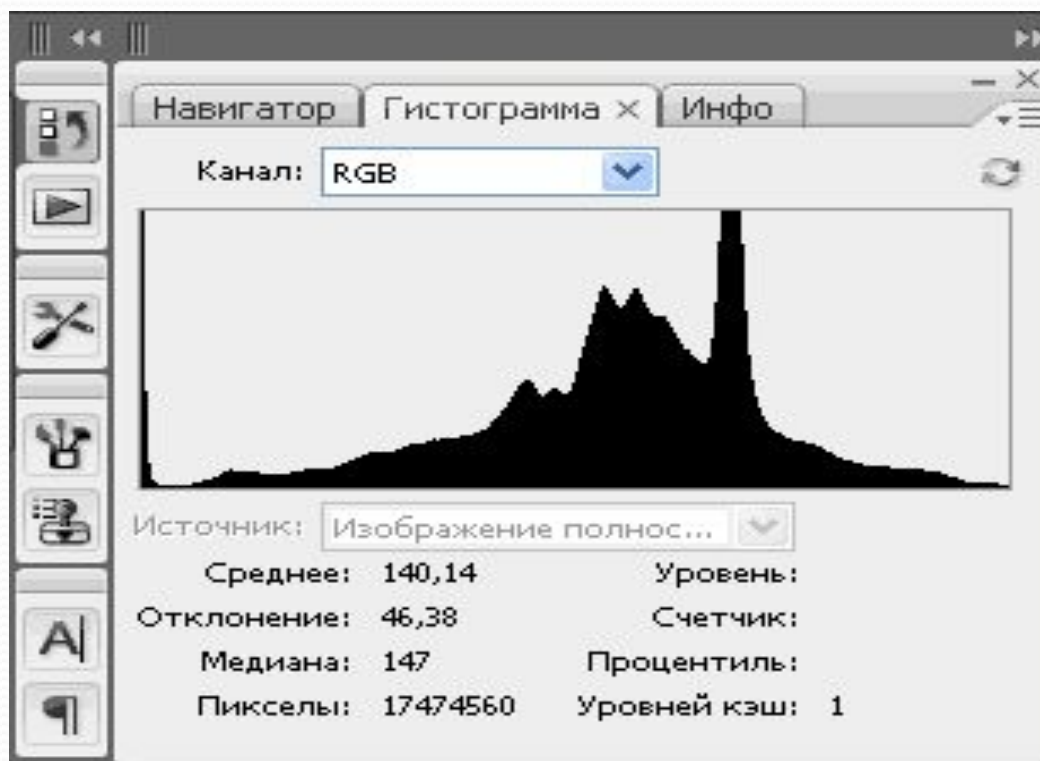 Навигатор Гистограмма × Инфо
Канал: RGB
Источник: Изображение полнос...
Среднее: 140,14 Уровень:
Отклонение: 46,38 Счетчик:
Медиана: 147 Процентиль:
Пикселы: 17474560 Уровней кэш: 1
A